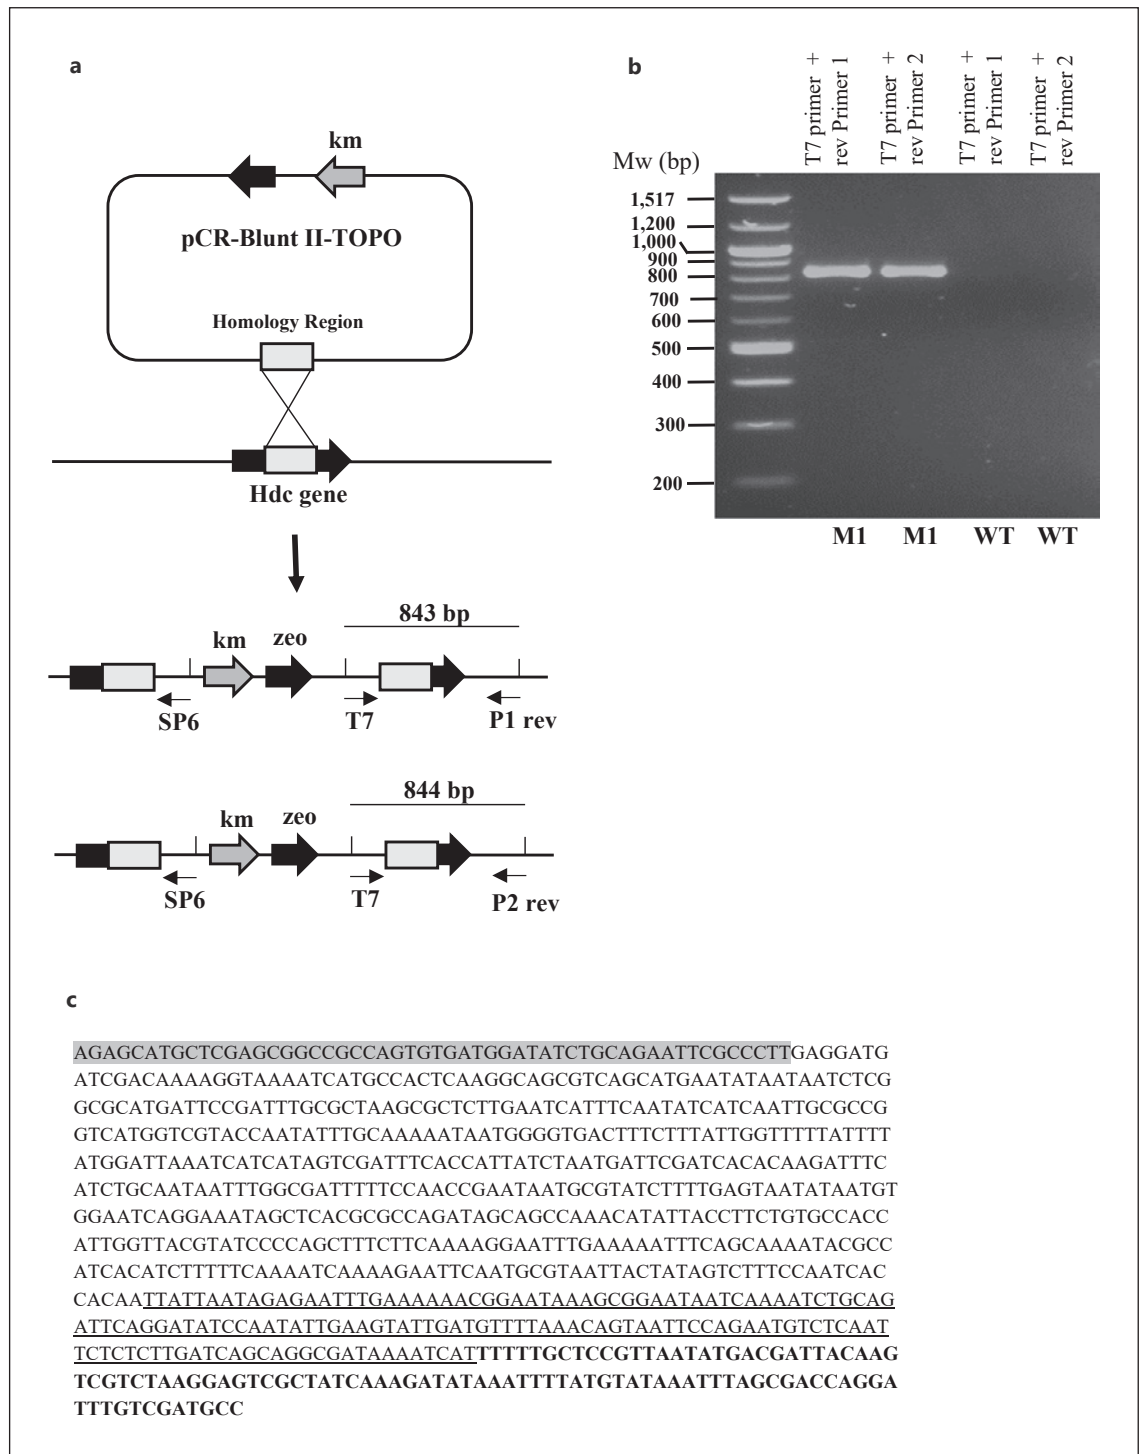 a
km
pCR-Blunt II-TOPO
Homology Region
Hdc gene
843 bp
km
zeo
SP6
T7
P1 rev
844 bp
km
zeo
SP6
T7
P2 rev
b
T7 primer +
rev Primer 1
T7 primer +
rev Primer 2
T7 primer +
rev Primer 1
T7 primer +
rev Primer 2
Mw (bp)
1,517
1,200
1,000
900
800
700
600
500
400
300
200
M1 M1 WT WT
c
AGAGCATGCTCGAGCGGCCGCCAGTGTGATGGATATCTGCAGAATTCGCCCTTGAGGATG
ATCGACAAAAGGTAAAATCATGCCACTCAAGGCAGCGTCAGCATGAATATAATAATCTCG
GCGCATGATTCCGATTTGCGCTAAGCGCTCTTGAATCATTTCAATATCATCAATTGCGCCG
GTCATGGTCGTACCAATATTTGCAAAAATAATGGGGTGACTTTCTTTATTGGTTTTTATTTT
ATGGATTAAATCATCATAGTCGATTTCACCATTATCTAATGATTCGATCACACAAGATTTC
ATCTGCAATAATTTGGCGATTTTTCCAACCGAATAATGCGTATCTTTTGAGTAATATAATGT
GGAATCAGGAAATAGCTCACGCGCCAGATAGCAGCCAAACATATTACCTTCTGTGCCACC
ATTGGTTACGTATCCCCAGCTTTCTTCAAAAGGAATTTGAAAAATTTCAGCAAAATACGCC
ATCACATCTTTTTCAAAATCAAAAGAATTCAATGCGTAATTACTATAGTCTTTCCAATCAC
CACAATTATTAATAGAGAATTTGAAAAAACGGAATAAAGCGGAATAATCAAAATCTGCAG
ATTCAGGATATCCAATATTGAAGTATTGATGTTTTAAACAGTAATTCCAGAATGTCTCAAT
TCTCTCTTGATCAGCAGGCGATAAAATCATTTTTTGCTCCGTTAATATGACGATTACAAG
TCGTCTAAGGAGTCGCTATCAAAGATATAAATTTTATGTATAAATTTAGCGACCAGGA
TTTGTCGATGCC